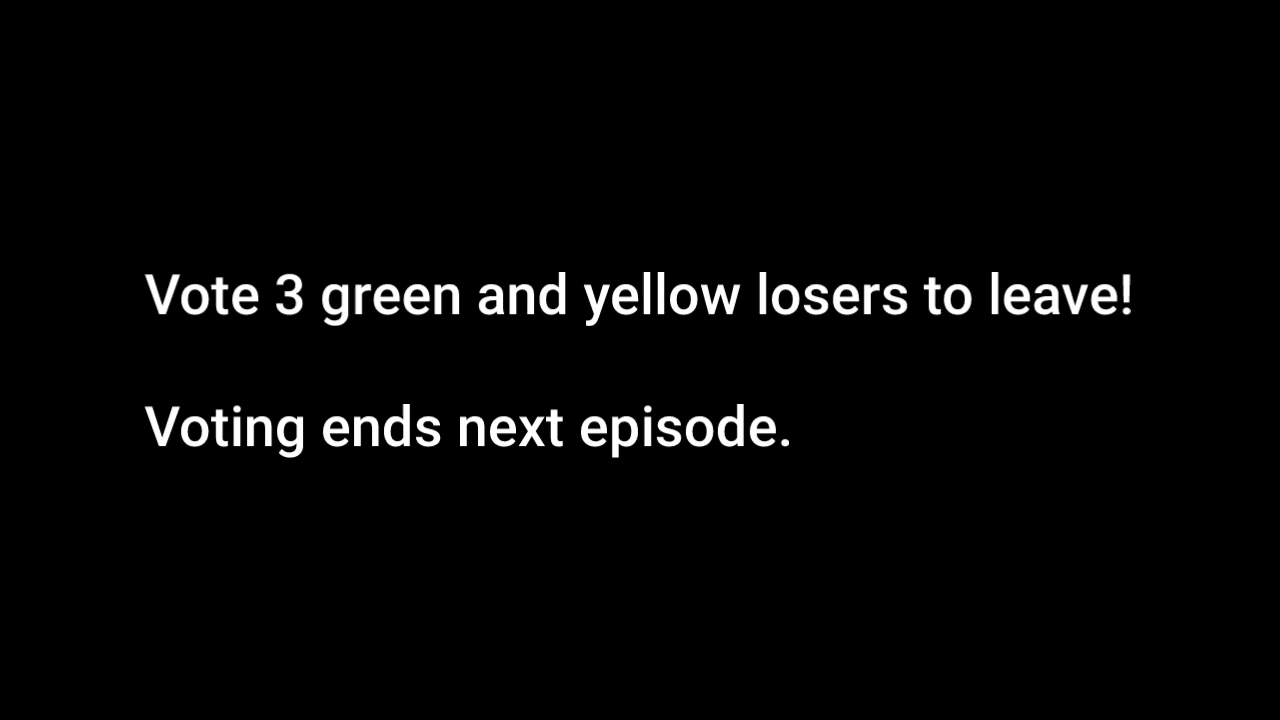 Vote 3 green and yellow losers to leave!
Voting ends next episode.